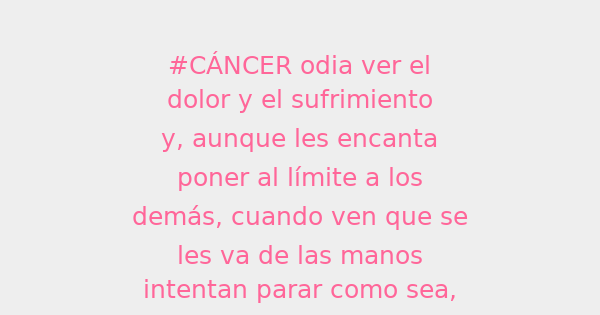 #CÁNCER odia ver el
dolor y el sufrimiento
y, aunque les encanta
poner al límite a los
demás, cuando ven que se
les va de las manos
intentan parar como sea,